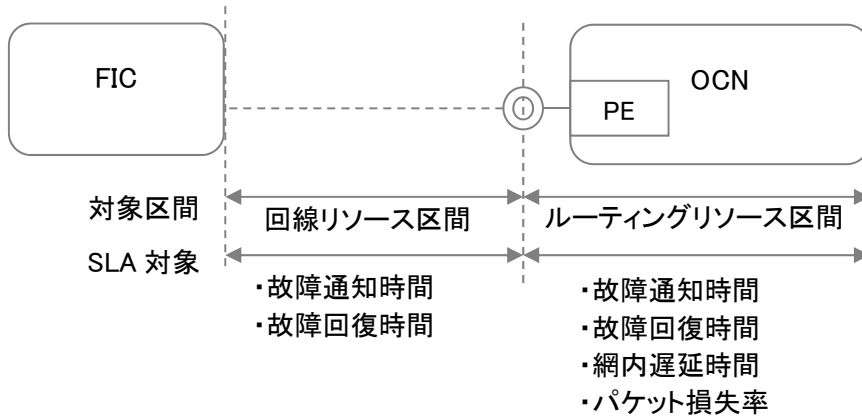 FIC
OCN
PE
対象区間
回線リソース区間
ルーティングリソース区間
SLA 対象
・故障通知時間
・故障回復時間
・故障通知時間
・故障回復時間
・網内遅延時間
・パケット損失率